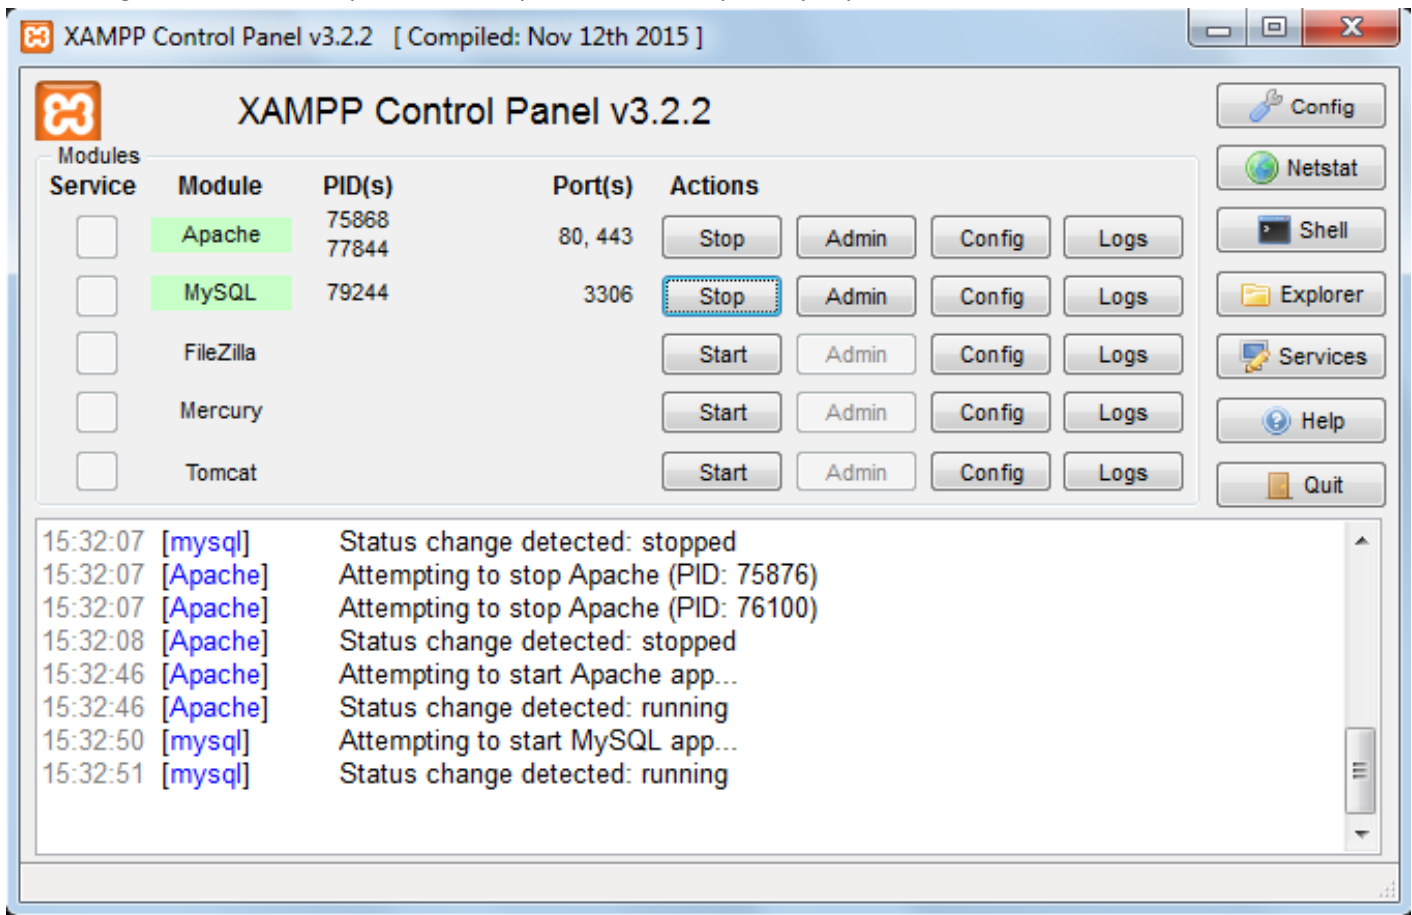 XAMPP Control Panel v3.2.2 [ Compiled: Nov 12th 2015 ]
XAMPP Control Panel v3.2.2
Config
Modules
Service Module PID(s) Port(s) Actions
Netstat
Apache 75868 77844 80, 443 Stop Admin Config Logs
Shell
MySQL 79244 3306 Stop Admin Config Logs
Explorer
FileZilla Start Admin Config Logs
Services
Mercury Start Admin Config Logs
Help
Tomcat Start Admin Config Logs
Quit
15:32:07 [mysql] Status change detected: stopped
15:32:07 [Apache] Attempting to stop Apache (PID: 75876)
15:32:07 [Apache] Attempting to stop Apache (PID: 76100)
15:32:08 [Apache] Status change detected: stopped
15:32:46 [Apache] Attempting to start Apache app...
15:32:46 [Apache] Status change detected: running
15:32:50 [mysql] Attempting to start MySQL app...
15:32:51 [mysql] Status change detected: running